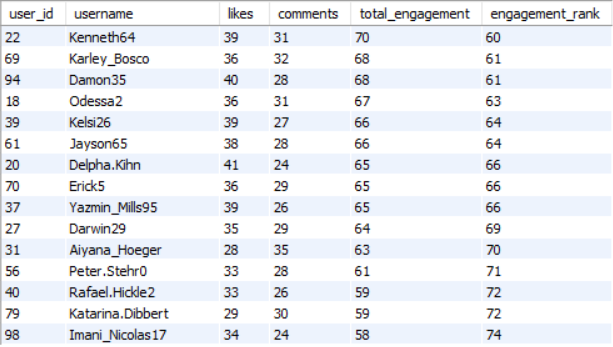 user_id username likes comments total_engagement engagement_rank
22 Kenneth64 39 31 70 60
69 Karley_Bosco 36 32 68 61
94 Damon35 40 28 68 61
18 Odessa2 36 31 67 63
39 Kelsi26 39 27 66 64
61 Jayson65 38 28 66 64
20 Delpha.Kihn 41 24 65 66
70 Erick5 36 29 65 66
37 Yazmin_Mills95 39 26 65 66
27 Darwin29 35 29 64 69
31 Aiyana_Hoeger 28 35 63 70
56 Peter.Stehr0 33 28 61 71
40 Rafael.Hickle2 33 26 59 72
79 Katarina.Dibbert 29 30 59 72
98 Imani_Nicolas17 34 24 58 74